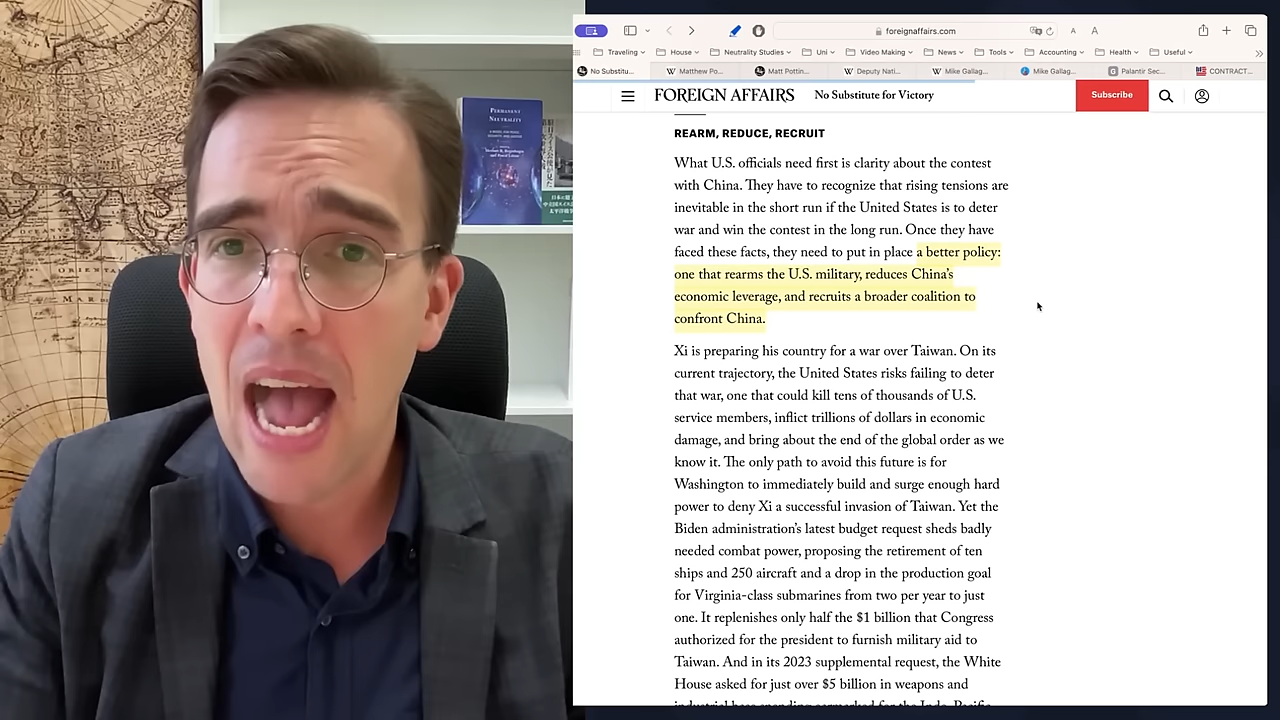 foreignaffairs.com
A
A
Traveling
House
Neutrality Studies
Uni
Video Making
News
Tools
Accounting
Health
Useful
No Substitu...
Matthew Po...
Matt Pottin...
Deputy Nati...
Mike Gallag...
Mike Gallag...
Palantir Sec...
CONTRACT...
FOREIGN AFFAIRS
No Substitute for Victory
Subscribe
REARM, REDUCE, RECRUIT
What U.S. officials need first is clarity about the contest
with China. They have to recognize that rising tensions are
inevitable in the short run if the United States is to deter
war and win the contest in the long run. Once they have
faced these facts, they need to put in place a better policy:
one that rearms the U.S. military, reduces China's
economic leverage, and recruits a broader coalition to
confront China.
Xi is preparing his country for a war over Taiwan. On its
current trajectory, the United States risks failing to deter
that war, one that could kill tens of thousands of U.S.
service members, inflict trillions of dollars in economic
damage, and bring about the end of the global order as we
know it. The only path to avoid this future is for
Washington to immediately build and surge enough hard
power to deny Xi a successful invasion of Taiwan. Yet the
Biden administration's latest budget request sheds badly
needed combat power, proposing the retirement of ten
ships and 250 aircraft and a drop in the production goal
for Virginia-class submarines from two per year to just
one. It replenishes only half the $1 billion that Congress
authorized for the president to furnish military aid to
Taiwan. And in its 2023 supplemental request, the White
House asked for just over $5 billion in weapons and
industrial base spending earmarked for the Indo-Pacific
PERMANENT
NEUTRALITY
ORIENTA